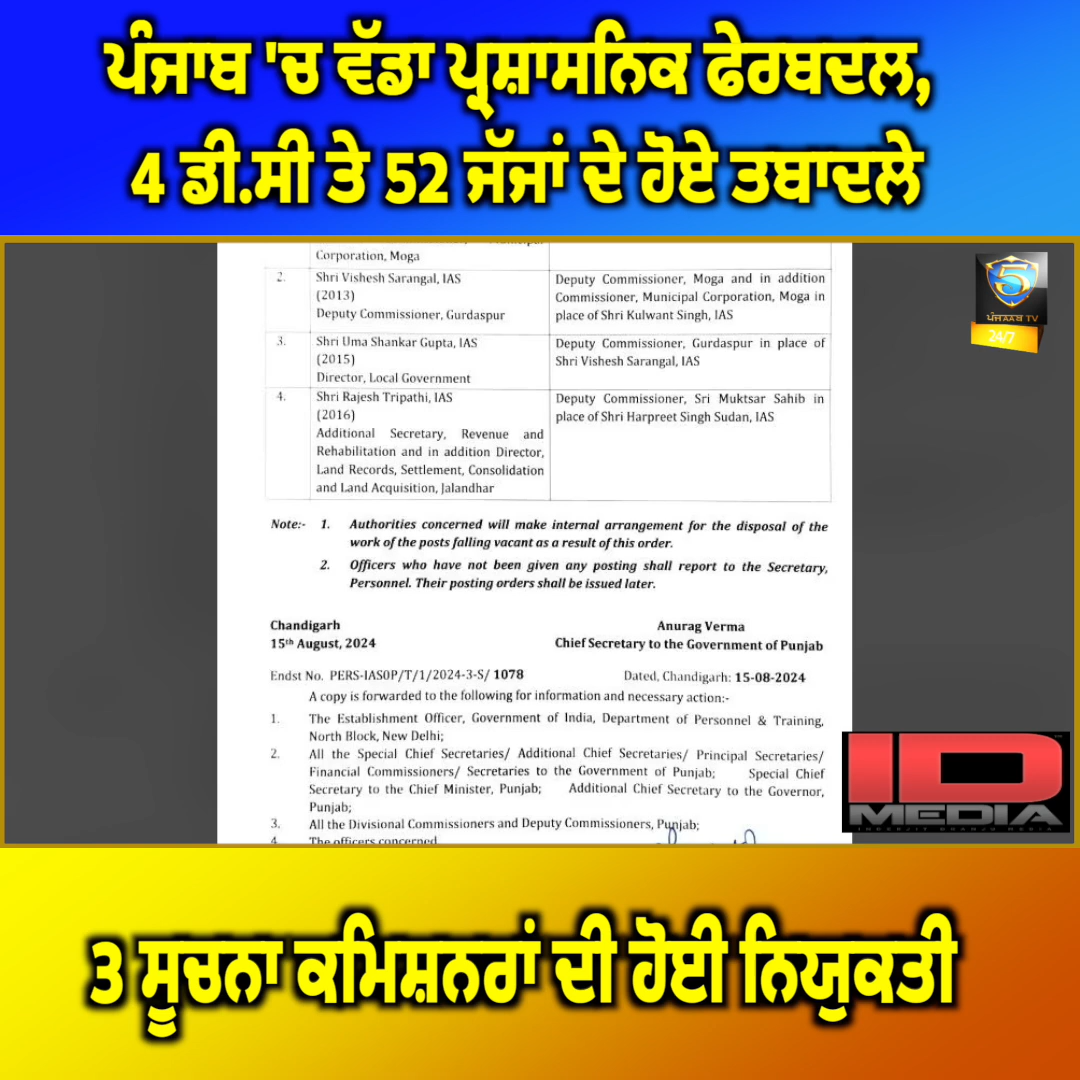 ਪੰਜਾਬ 'ਚ ਵੱਡਾ ਪ੍ਰਸ਼ਾਸਨਿਕ ਫੇਰਬਦਲ,
4 ਡੀ.ਸੀ ਤੇ 52 ਜੱਜਾਂ ਦੇ ਹੋਏ ਤਬਾਦਲੇ
Corporation, Moga
2. Shri Vishesh Sarangal, IAS
(2013)
Deputy Commissioner, Gurdaspur
Deputy Commissioner, Moga and in addition
Commissioner, Municipal Corporation, Moga in
place of Shri Kulwant Singh, IAS
3. Shri Uma Shankar Gupta, IAS
(2015)
Director, Local Government
Deputy Commissioner, Gurdaspur in place of
Shri Vishesh Sarangal, IAS
4. Shri Rajesh Tripathi, IAS
(2016)
Additional Secretary, Revenue and
Rehabilitation and in addition Director,
Land Records, Settlement, Consolidation
and Land Acquisition, Jalandhar
Deputy Commissioner, Sri Muktsar Sahib in
place of Shri Harpreet Singh Sudan, IAS
Note:- 1. Authorities concerned will make internal arrangement for the disposal of the
work of the posts falling vacant as a result of this order.
2. Officers who have not been given any posting shall report to the Secretary,
Personnel. Their posting orders shall be issued later.
Chandigarh
15th August, 2024
Anurag Verma
Chief Secretary to the Government of Punjab
Endst No. PERS-IAS0P/T/1/2024-3-S/ 1078 Dated, Chandigarh: 15-08-2024
A copy is forwarded to the following for information and necessary action:-
1. The Establishment Officer, Government of India, Department of Personnel & Training,
North Block, New Delhi;
2. All the Special Chief Secretaries/ Additional Chief Secretaries/ Principal Secretaries/
Financial Commissioners/ Secretaries to the Government of Punjab; Special Chief
Secretary to the Chief Minister, Punjab; Additional Chief Secretary to the Governor,
Punjab;
3. All the Divisional Commissioners and Deputy Commissioners, Punjab;
4. The officers concerned
5
ਪੰਜਾਬ TV
24/7
ID
MEDIA
3 ਸੂਚਨਾ ਕਮਿਸ਼ਨਰਾਂ ਦੀ ਹੋਈ ਨਿਯੁਕਤੀ